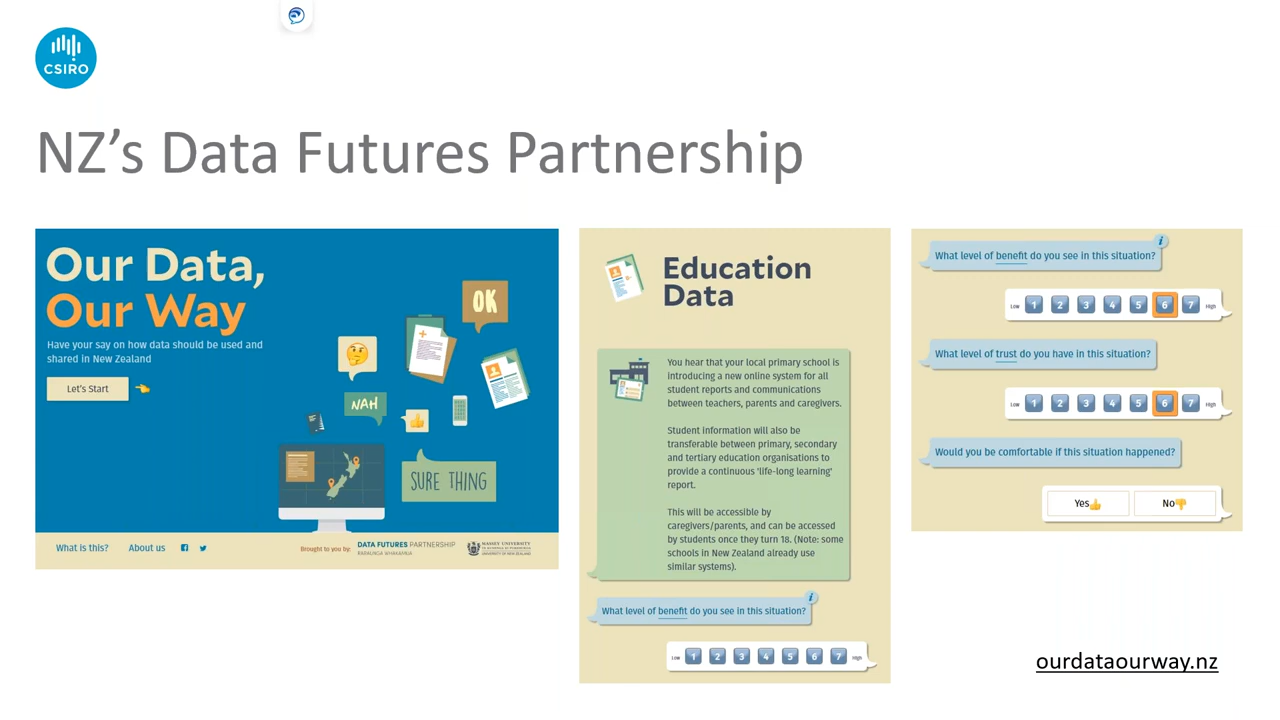 CSIRO
NZ's Data Futures Partnership
Our Data,
Our Way
Have your say on how data should be used and
shared in New Zealand
Let's Start
OK
NAH
SURE THING
What is this?
About us
Brought to you by:
DATA FUTURES PARTNERSHIP
MASSEY UNIVERSITY
UNIVERSITY OF NEW ZEALAND
Education
Data
You hear that your local primary school is
introducing a new online system for all
student reports and communications
between teachers, parents and caregivers.
Student information will also be
transferable between primary, secondary
and tertiary education organisations to
provide a continuous 'life-long learning'
report.
This will be accessible by
caregivers/parents, and can be accessed
by students once they turn 18. (Note: some
schools in New Zealand already use
similar systems).
What level of benefit do you see in this situation?
i
Low 1 2 3 4 5 6 7 High
What level of benefit do you see in this situation?
i
Low 1 2 3 4 5 6 7 High
What level of trust do you have in this situation?
Low 1 2 3 4 5 6 7 High
Would you be comfortable if this situation happened?
Yes
No
ourdataourway.nz